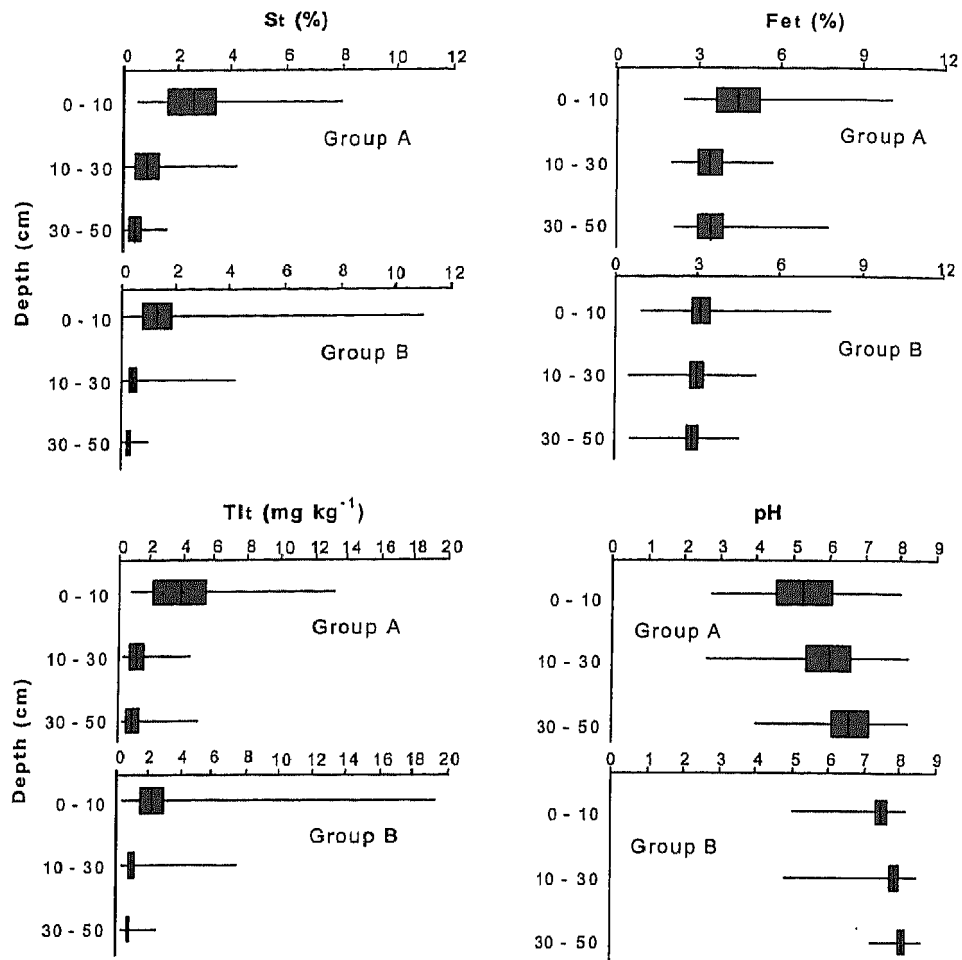 St (%)
0 2 4 6 8 10 12
0 - 10
Group A
10 - 30
30 - 50
0 2 4 6 8 10 12
0 - 10
Group B
10 - 30
30 - 50
Depth (cm)
Fet (%)
0 3 6 9 12
0 - 10
Group A
10 - 30
30 - 50
0 3 6 9 12
0 - 10
Group B
10 - 30
30 - 50
Tlt (mg kg⁻¹)
0 2 4 6 8 10 12 14 16 18 20
0 - 10
Group A
10 - 30
30 - 50
0 2 4 6 8 10 12 14 16 18 20
0 - 10
Group B
10 - 30
30 - 50
Depth (cm)
pH
0 1 2 3 4 5 6 7 8 9
0 - 10
Group A
10 - 30
30 - 50
0 1 2 3 4 5 6 7 8 9
0 - 10
Group B
10 - 30
30 - 50